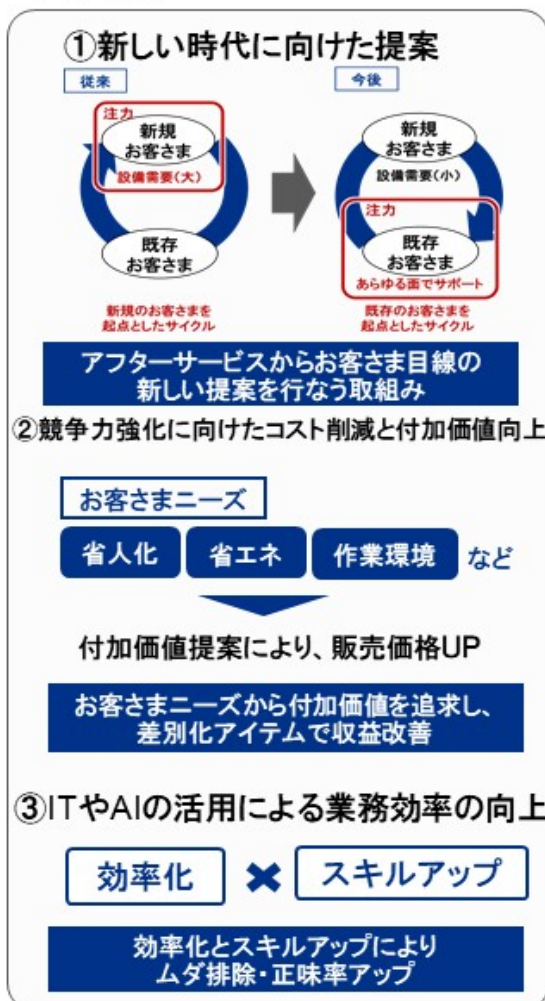 ①新しい時代に向けた提案
従来
注力
新規
お客さま
設備需要(大)
既存
お客さま
新規のお客さまを
起点としたサイクル
今後
新規
お客さま
設備需要(小)
注力
既存
お客さま
あらゆる面でサポート
既存のお客さまを
起点としたサイクル
アフターサービスからお客さま目線の
新しい提案を行なう取組み
②競争力強化に向けたコスト削減と付加価値向上
お客さまニーズ
省人化 省エネ 作業環境 など
付加価値提案により、販売価格UP
お客さまニーズから付加価値を追求し、
差別化アイテムで収益改善
③ITやAIの活用による業務効率の向上
効率化 × スキルアップ
効率化とスキルアップにより
ムダ排除・正味率アップ